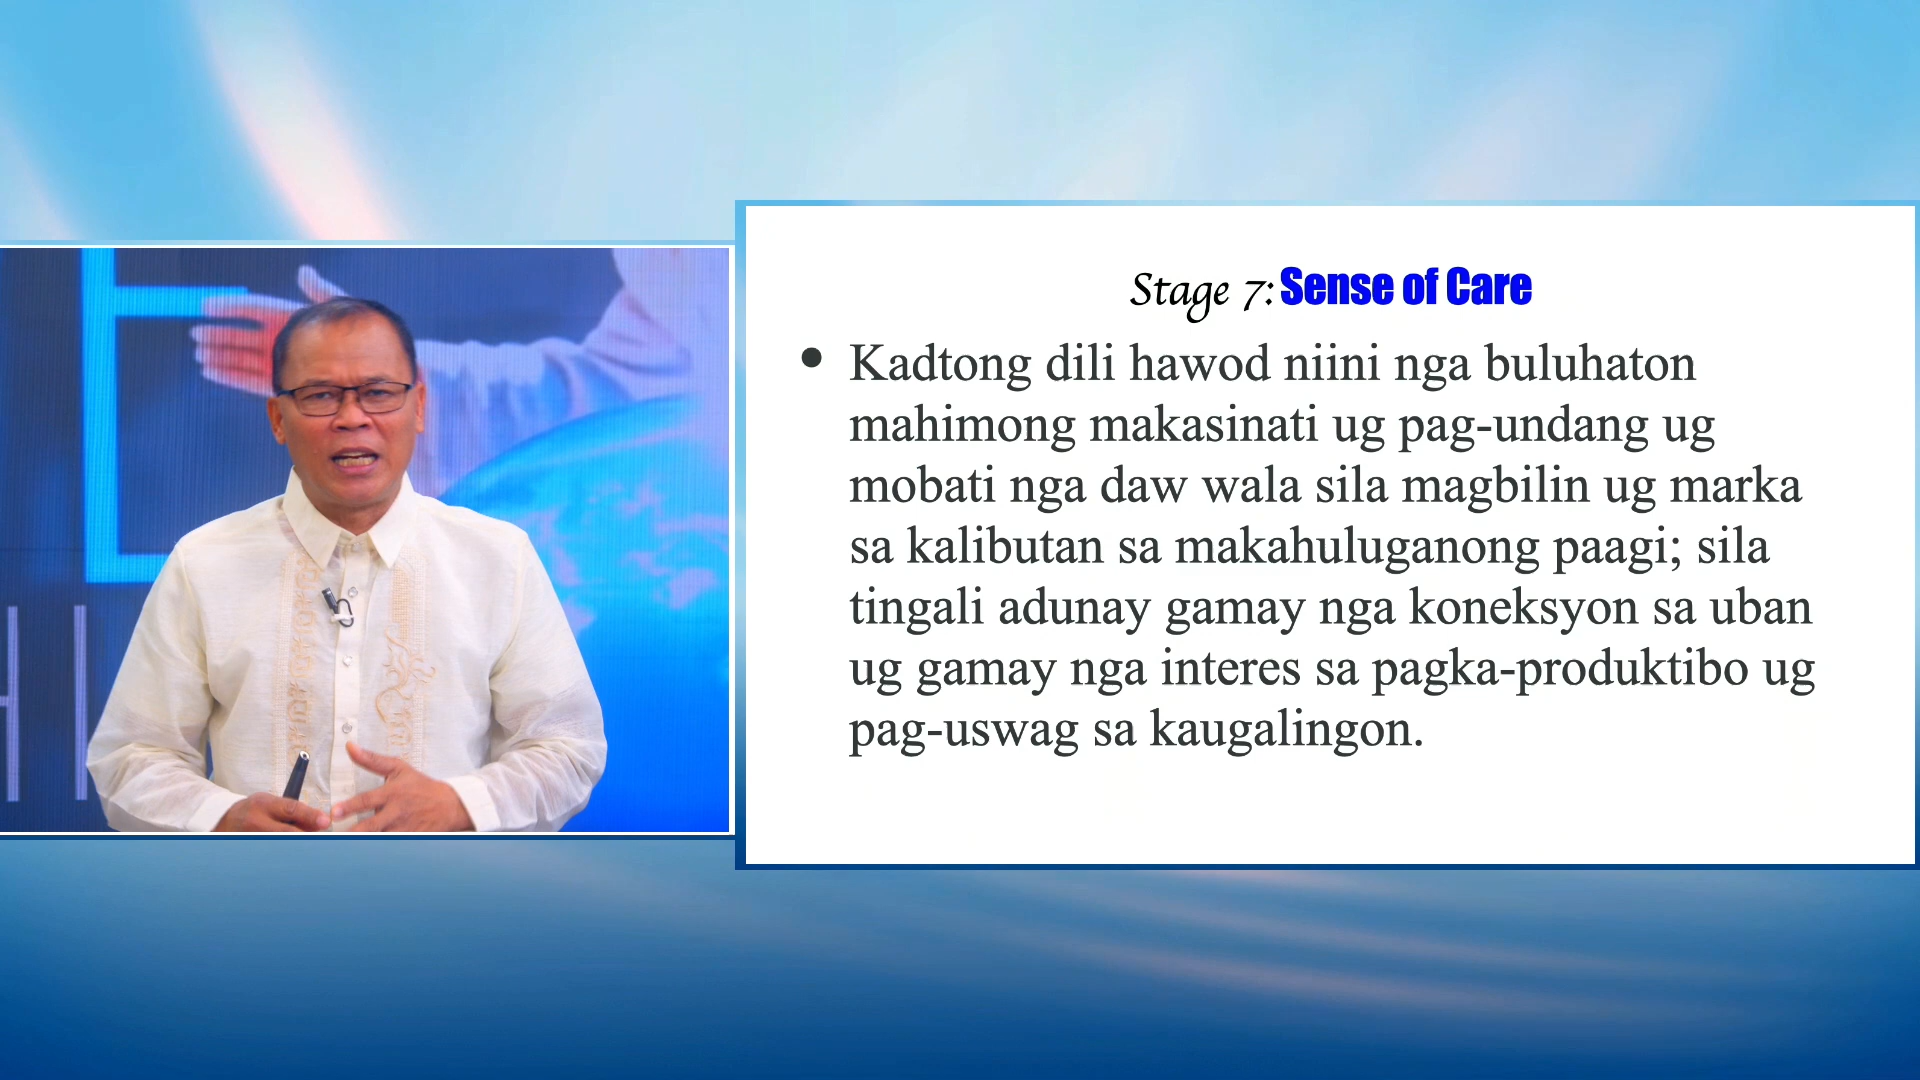 Stage 7: Sense of Care
• Kadtong dili hawod niini nga buluhaton
mahimong makasinati ug pag-undang ug
mobati nga daw wala sila magbilin ug marka
sa kalibutan sa makahuluganong paagi; sila
tingali adunay gamay nga koneksyon sa uban
ug gamay nga interes sa pagka-produktibo ug
pag-uswag sa kaugalingon.